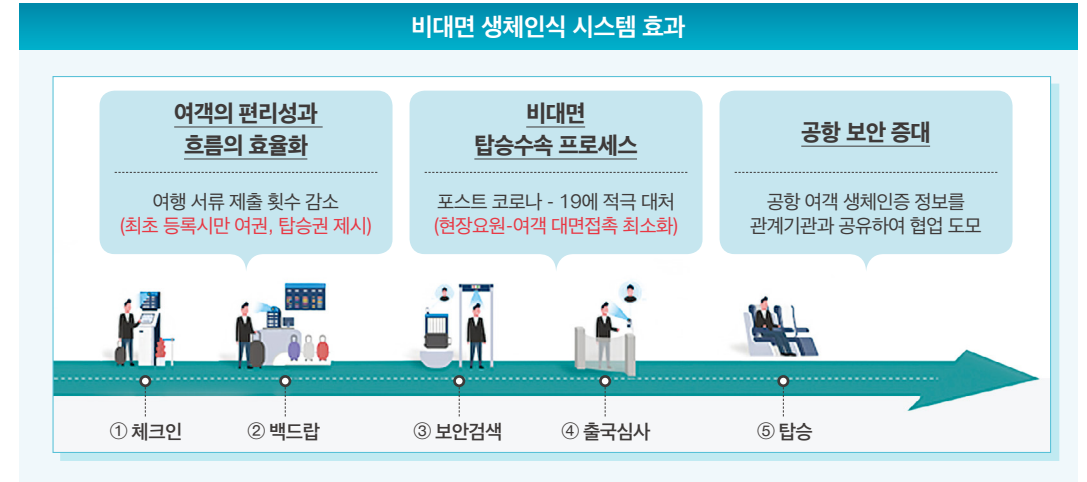 비대면 생체인식 시스템 효과
여객의 편리성과
흐름의 효율화
여행 서류 제출 횟수 감소
(최초 등록시만 여권, 탑승권 제시)
비대면
탑승수속 프로세스
포스트 코로나 - 19에 적극 대처
(현장요원-여객 대면접촉 최소화)
공항 보안 증대
공항 여객 생체인증 정보를
관계기관과 공유하여 협업 도모
① 체크인
② 백드랍
③ 보안검색
④ 출국심사
⑤ 탑승